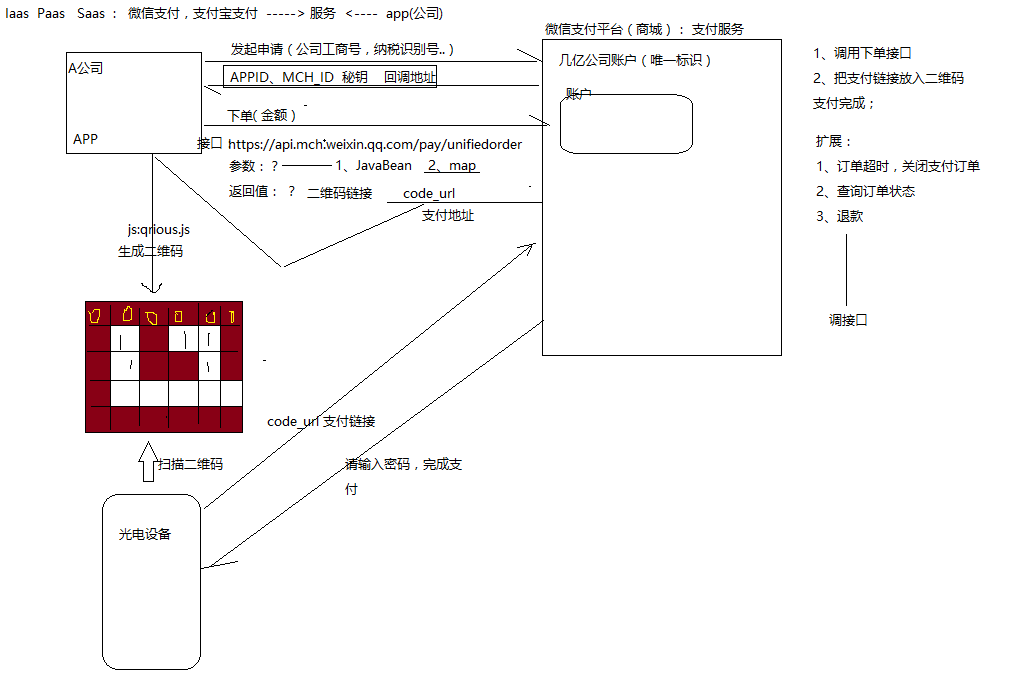 Iaas Paas Saas ： 微信支付，支付宝支付 -----> 服务 <---- app(公司)
微信支付平台（商城）： 支付服务
发起申请（公司工商号，纳税识别号..）
A公司
APPID、MCH_ID 秘钥 回调地址
几亿公司账户（唯一标识）
账户
1、调用下单接口
2、把支付链接放入二维码
支付完成；
下单( 金额 )
APP
接口 https://api.mch.weixin.qq.com/pay/unifiedorder
参数：？ 1、JavaBean 2、map
返回值： ？ 二维码链接 code_url
支付地址
扩展：
1、订单超时，关闭支付订单
2、查询订单状态
3、退款
调接口
js:qrious.js
生成二维码
code_url 支付链接
扫描二维码
请输入密码，完成支
付
光电设备